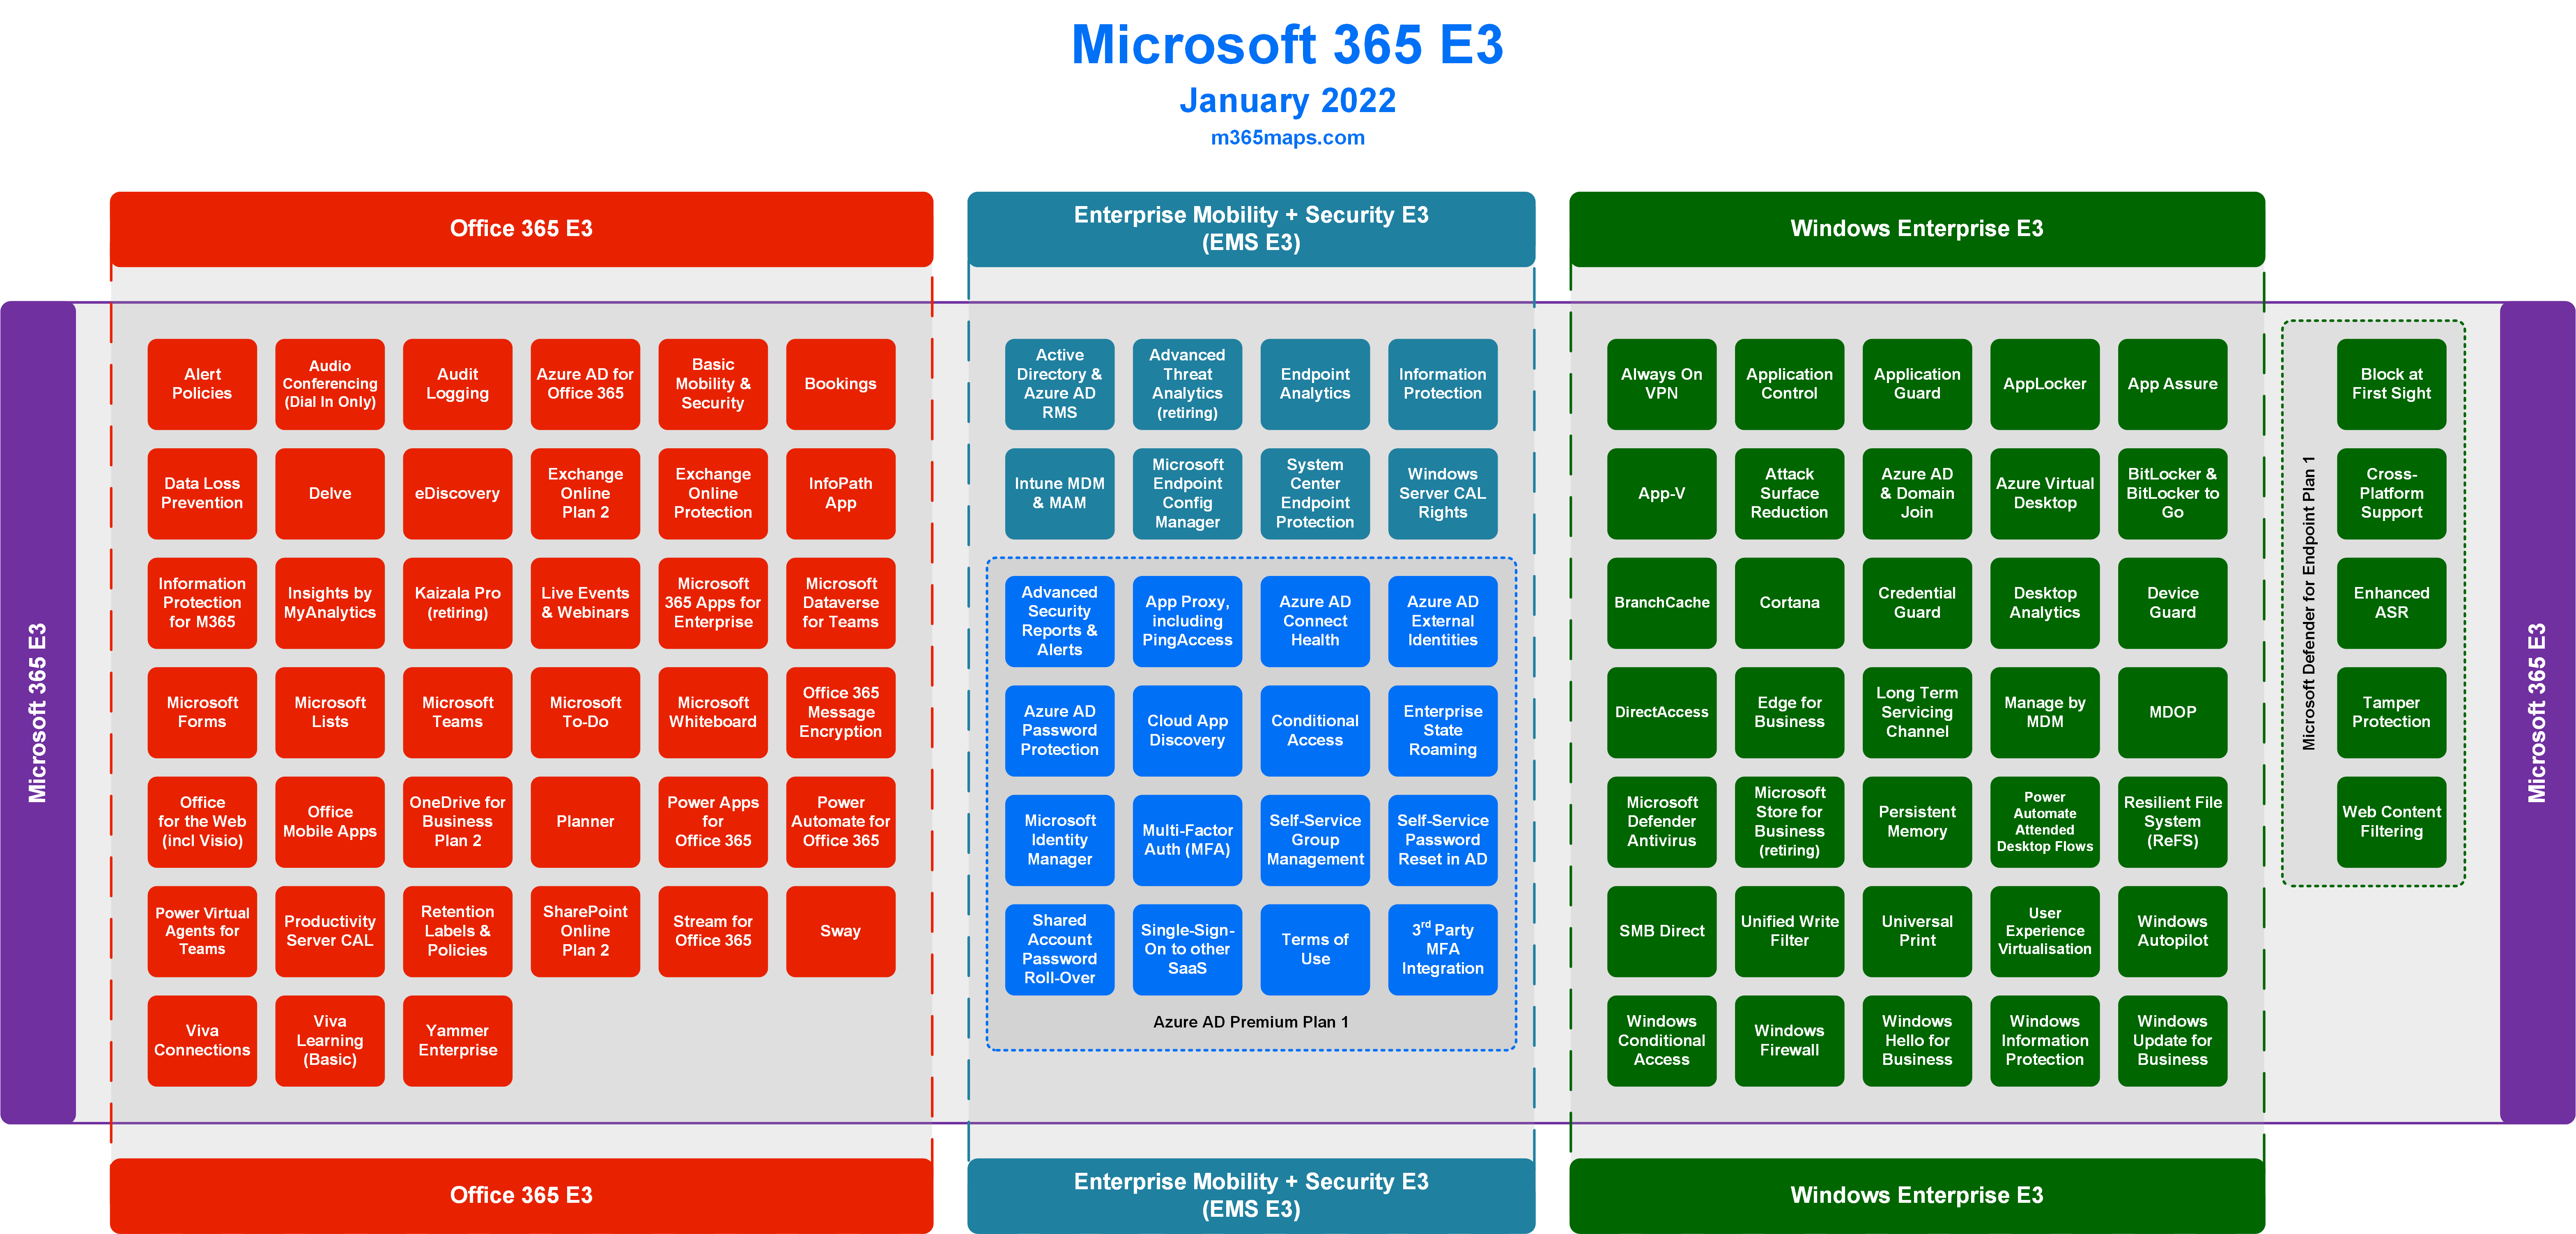 Microsoft 365 E3
January 2022
m365maps.com
Office 365 E3
Enterprise Mobility + Security E3
(EMS E3)
Windows Enterprise E3
Microsoft 365 E3
Alert
Policies
Audio
Conferencing
(Dial In Only)
Audit
Logging
Azure AD for
Office 365
Basic
Mobility &
Security
Bookings
Data Loss
Prevention
Delve
eDiscovery
Exchange
Online
Plan 2
Exchange
Online
Protection
InfoPath
App
Information
Protection
for M365
Insights by
MyAnalytics
Kaizala Pro
(retiring)
Live Events
& Webinars
Microsoft
365 Apps for
Enterprise
Microsoft
Dataverse
for Teams
Microsoft
Forms
Microsoft
Lists
Microsoft
Teams
Microsoft
To-Do
Microsoft
Whiteboard
Office 365
Message
Encryption
Office
for the Web
(incl Visio)
Office
Mobile Apps
OneDrive for
Business
Plan 2
Planner
Power Apps
for
Office 365
Power
Automate for
Office 365
Power Virtual
Agents for
Teams
Productivity
Server CAL
Retention
Labels &
Policies
SharePoint
Online
Plan 2
Stream for
Office 365
Sway
Viva
Connections
Viva
Learning
(Basic)
Yammer
Enterprise
Active
Directory &
Azure AD
RMS
Advanced
Threat
Analytics
(retiring)
Endpoint
Analytics
Information
Protection
Intune MDM
& MAM
Microsoft
Endpoint
Config
Manager
System
Center
Endpoint
Protection
Windows
Server CAL
Rights
Advanced
Security
Reports &
Alerts
App Proxy,
including
PingAccess
Azure AD
Connect
Health
Azure AD
External
Identities
Azure AD
Password
Protection
Cloud App
Discovery
Conditional
Access
Enterprise
State
Roaming
Microsoft
Identity
Manager
Multi-Factor
Auth (MFA)
Self-Service
Group
Management
Self-Service
Password
Reset in AD
Shared
Account
Password
Roll-Over
Single-Sign-
On to other
SaaS
Terms of
Use
3rd Party
MFA
Integration
Azure AD Premium Plan 1
Always On
VPN
Application
Control
Application
Guard
AppLocker
App Assure
App-V
Attack
Surface
Reduction
Azure AD
& Domain
Join
Azure Virtual
Desktop
BitLocker &
BitLocker to
Go
BranchCache
Cortana
Credential
Guard
Desktop
Analytics
Device
Guard
DirectAccess
Edge for
Business
Long Term
Servicing
Channel
Manage by
MDM
MDOP
Microsoft
Defender
Antivirus
Microsoft
Store for
Business
(retiring)
Persistent
Memory
Power
Automate
Attended
Desktop Flows
Resilient File
System
(ReFS)
SMB Direct
Unified Write
Filter
Universal
Print
User
Experience
Virtualisation
Windows
Autopilot
Windows
Conditional
Access
Windows
Firewall
Windows
Hello for
Business
Windows
Information
Protection
Windows
Update for
Business
Microsoft Defender for Endpoint Plan 1
Block at
First Sight
Cross-
Platform
Support
Enhanced
ASR
Tamper
Protection
Web Content
Filtering
Microsoft 365 E3
Office 365 E3
Enterprise Mobility + Security E3
(EMS E3)
Windows Enterprise E3